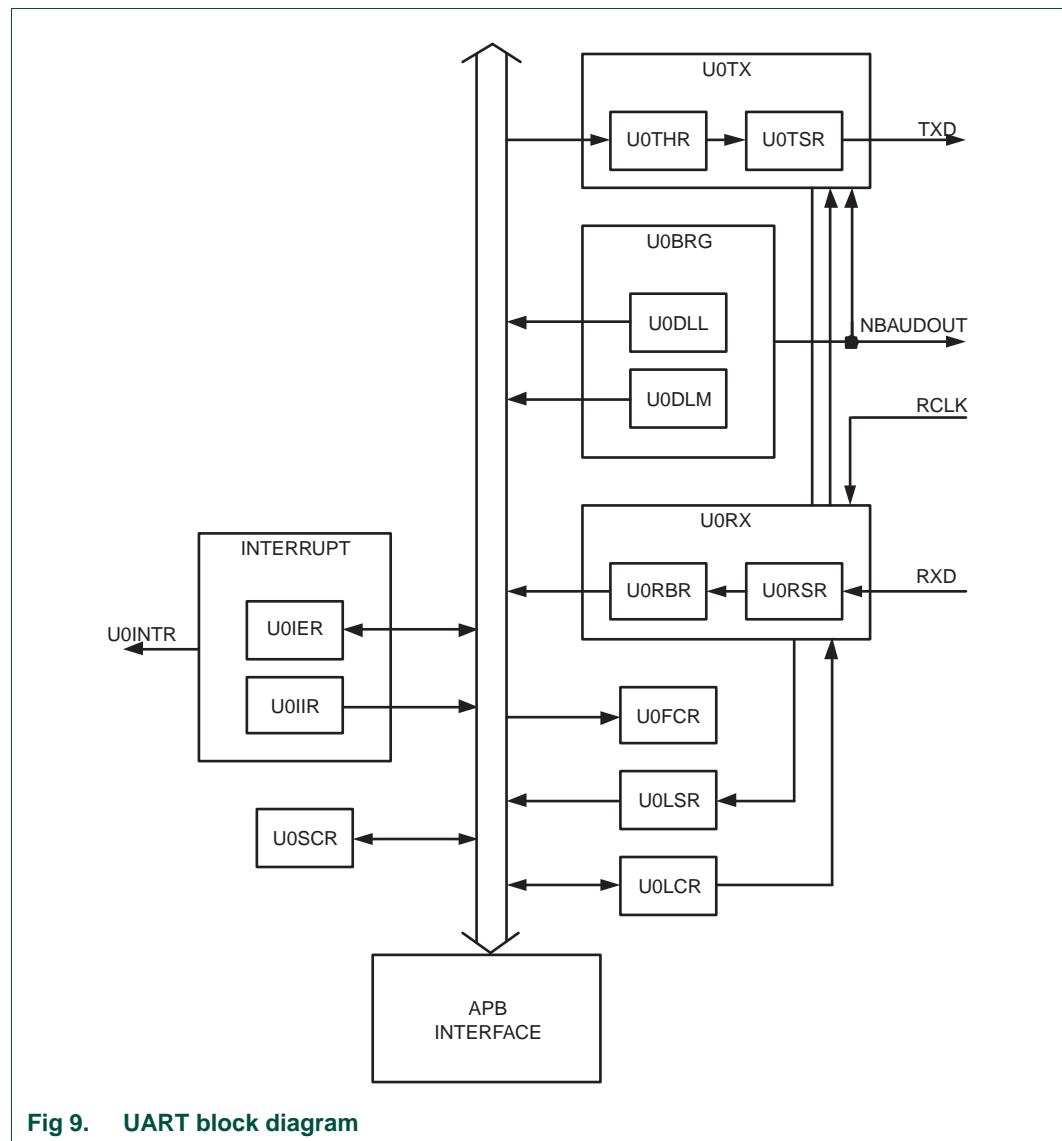 U0TX
U0THR
U0TSR
TXD
U0BRG
U0DLL
NBAUDOUT
U0DLM
RCLK
U0RX
INTERRUPT
U0RBR
U0RSR
RXD
U0INTR
U0IER
U0IIR
U0FCR
U0LSR
U0SCR
U0LCR
APB
INTERFACE
Fig 9. UART block diagram